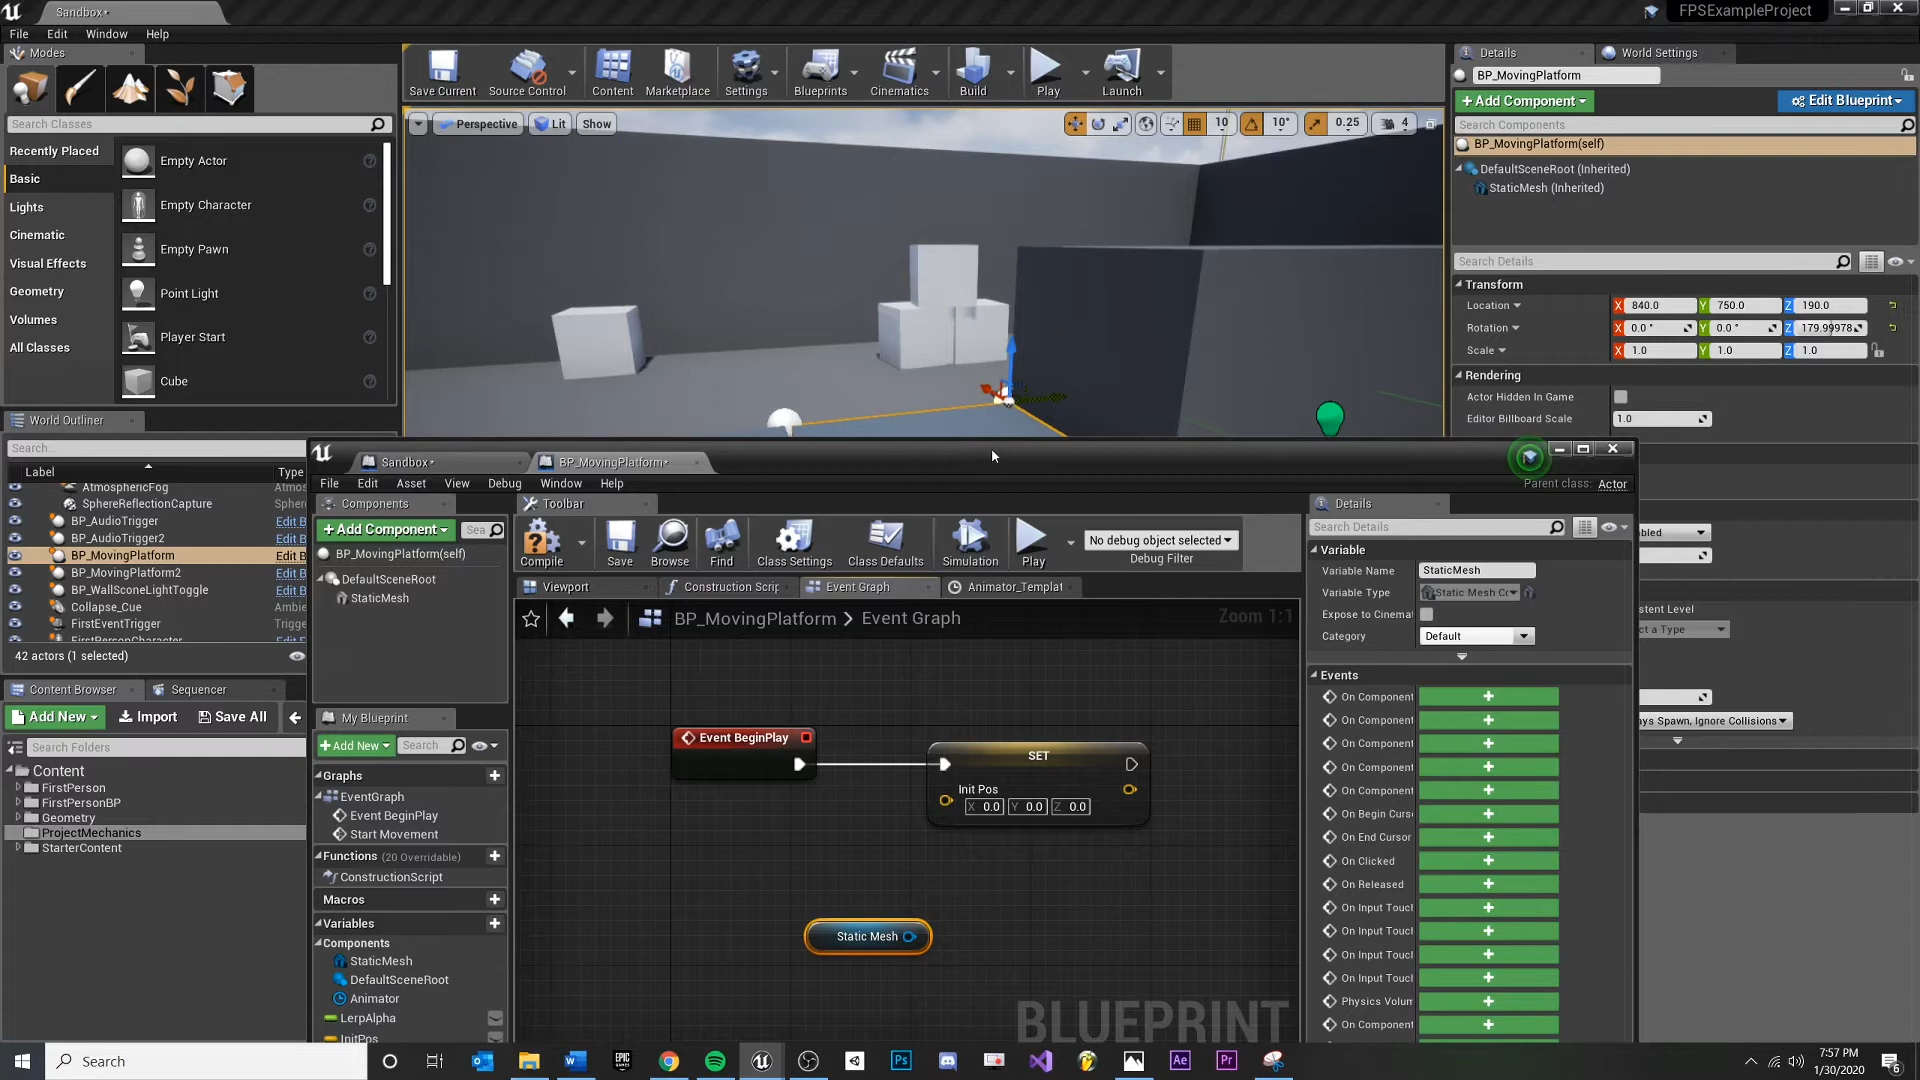 Sandbox*
FPSExampleProject
File Edit Window Help
Modes
Search Classes
Recently Placed
Basic
Lights
Cinematic
Visual Effects
Geometry
Volumes
All Classes
Empty Actor
Empty Character
Empty Pawn
Point Light
Player Start
Cube
Save Current
Source Control
Content
Marketplace
Settings
Blueprints
Cinematics
Build
Play
Launch
Perspective
Lit
Show
10
10°
0.25
4
Details
World Settings
BP_MovingPlatform
+Add Component
Edit Blueprint
Search Components
BP_MovingPlatform(self)
DefaultSceneRoot (Inherited)
StaticMesh (Inherited)
Search Details
Transform
Location X 840.0 Y 750.0 Z 190.0
Rotation X 0.0 ° Y 0.0 ° Z 179.99978
Scale X 1.0 Y 1.0 Z 1.0
Rendering
Actor Hidden In Game
Editor Billboard Scale 1.0
World Outliner
Search...
Label Type
AtmosphericFog Atmos
SphereReflectionCapture Sphere
BP_AudioTrigger Edit B
BP_AudioTrigger2 Edit B
BP_MovingPlatform Edit B
BP_MovingPlatform2 Edit B
BP_WallSconeLightToggle Edit B
Collapse_Cue Ambie
FirstEventTrigger Trigge
FirstPersonCharacter Edit B
42 actors (1 selected)
Content Browser
Sequencer
Add New
Import
Save All
Search Folders
Content
FirstPerson
FirstPersonBP
Geometry
ProjectMechanics
StarterContent
Sandbox*
BP_MovingPlatform*
File Edit Asset View Debug Window Help
Parent class: Actor
Components
+Add Component
Sea
BP_MovingPlatform(self)
DefaultSceneRoot
StaticMesh
My Blueprint
+Add New
Search
Graphs
EventGraph
Event BeginPlay
Start Movement
Functions (20 Overridable)
ConstructionScript
Macros
Variables
Components
StaticMesh
DefaultSceneRoot
Animator
LerpAlpha
InitPos
Toolbar
Compile
Save
Browse
Find
Class Settings
Class Defaults
Simulation
Play
No debug object selected
Debug Filter
Viewport
Construction Scrip
Event Graph
Animator_Templat
BP_MovingPlatform > Event Graph
Zoom 1:1
Event BeginPlay
SET
Init Pos
X 0.0 Y 0.0 Z 0.0
Static Mesh
BLUEPRINT
Details
Search Details
Variable
Variable Name StaticMesh
Variable Type Static Mesh Co
Expose to Cinemat
Category Default
Events
On Component
On Component
On Component
On Component
On Component
On Begin Curs
On End Cursor
On Clicked
On Released
On Input Touch
On Input Touch
On Input Touch
On Input Touch
Physics Volum
On Component
bled
istent Level
ct a Type
ays Spawn, Ignore Collisions
Search
EPIC GAMES
Ps
Ae
Pr
7:57 PM
1/30/2020
6